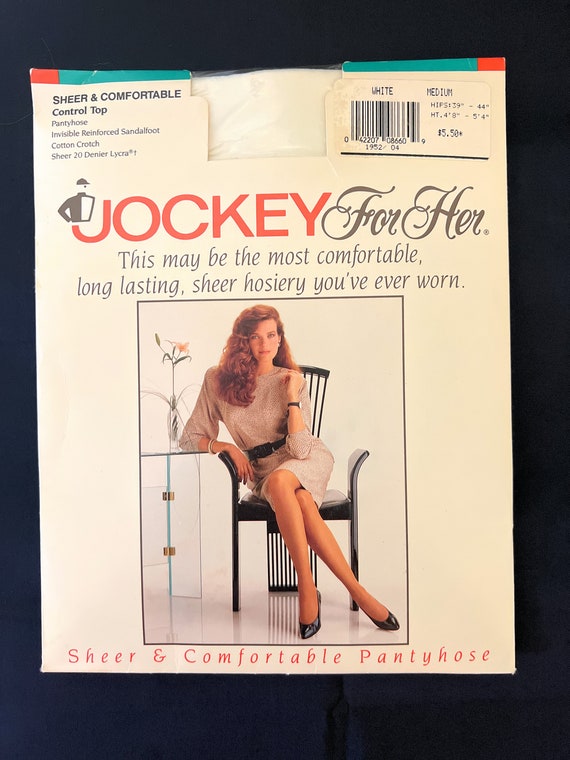 SHEER & COMFORTABLE
Control Top
Pantyhose
Invisible Reinforced Sandalfoot
Cotton Crotch
Sheer 20 Denier Lycra®†
WHITE MEDIUM
HIPS:39" - 44"
HT.4'8" - 5'4"
$5.50*
0 42207 08660 9
1952/ 04
JOCKEY For Her®
This may be the most comfortable,
long lasting, sheer hosiery you've ever worn.
Sheer & Comfortable Pantyhose